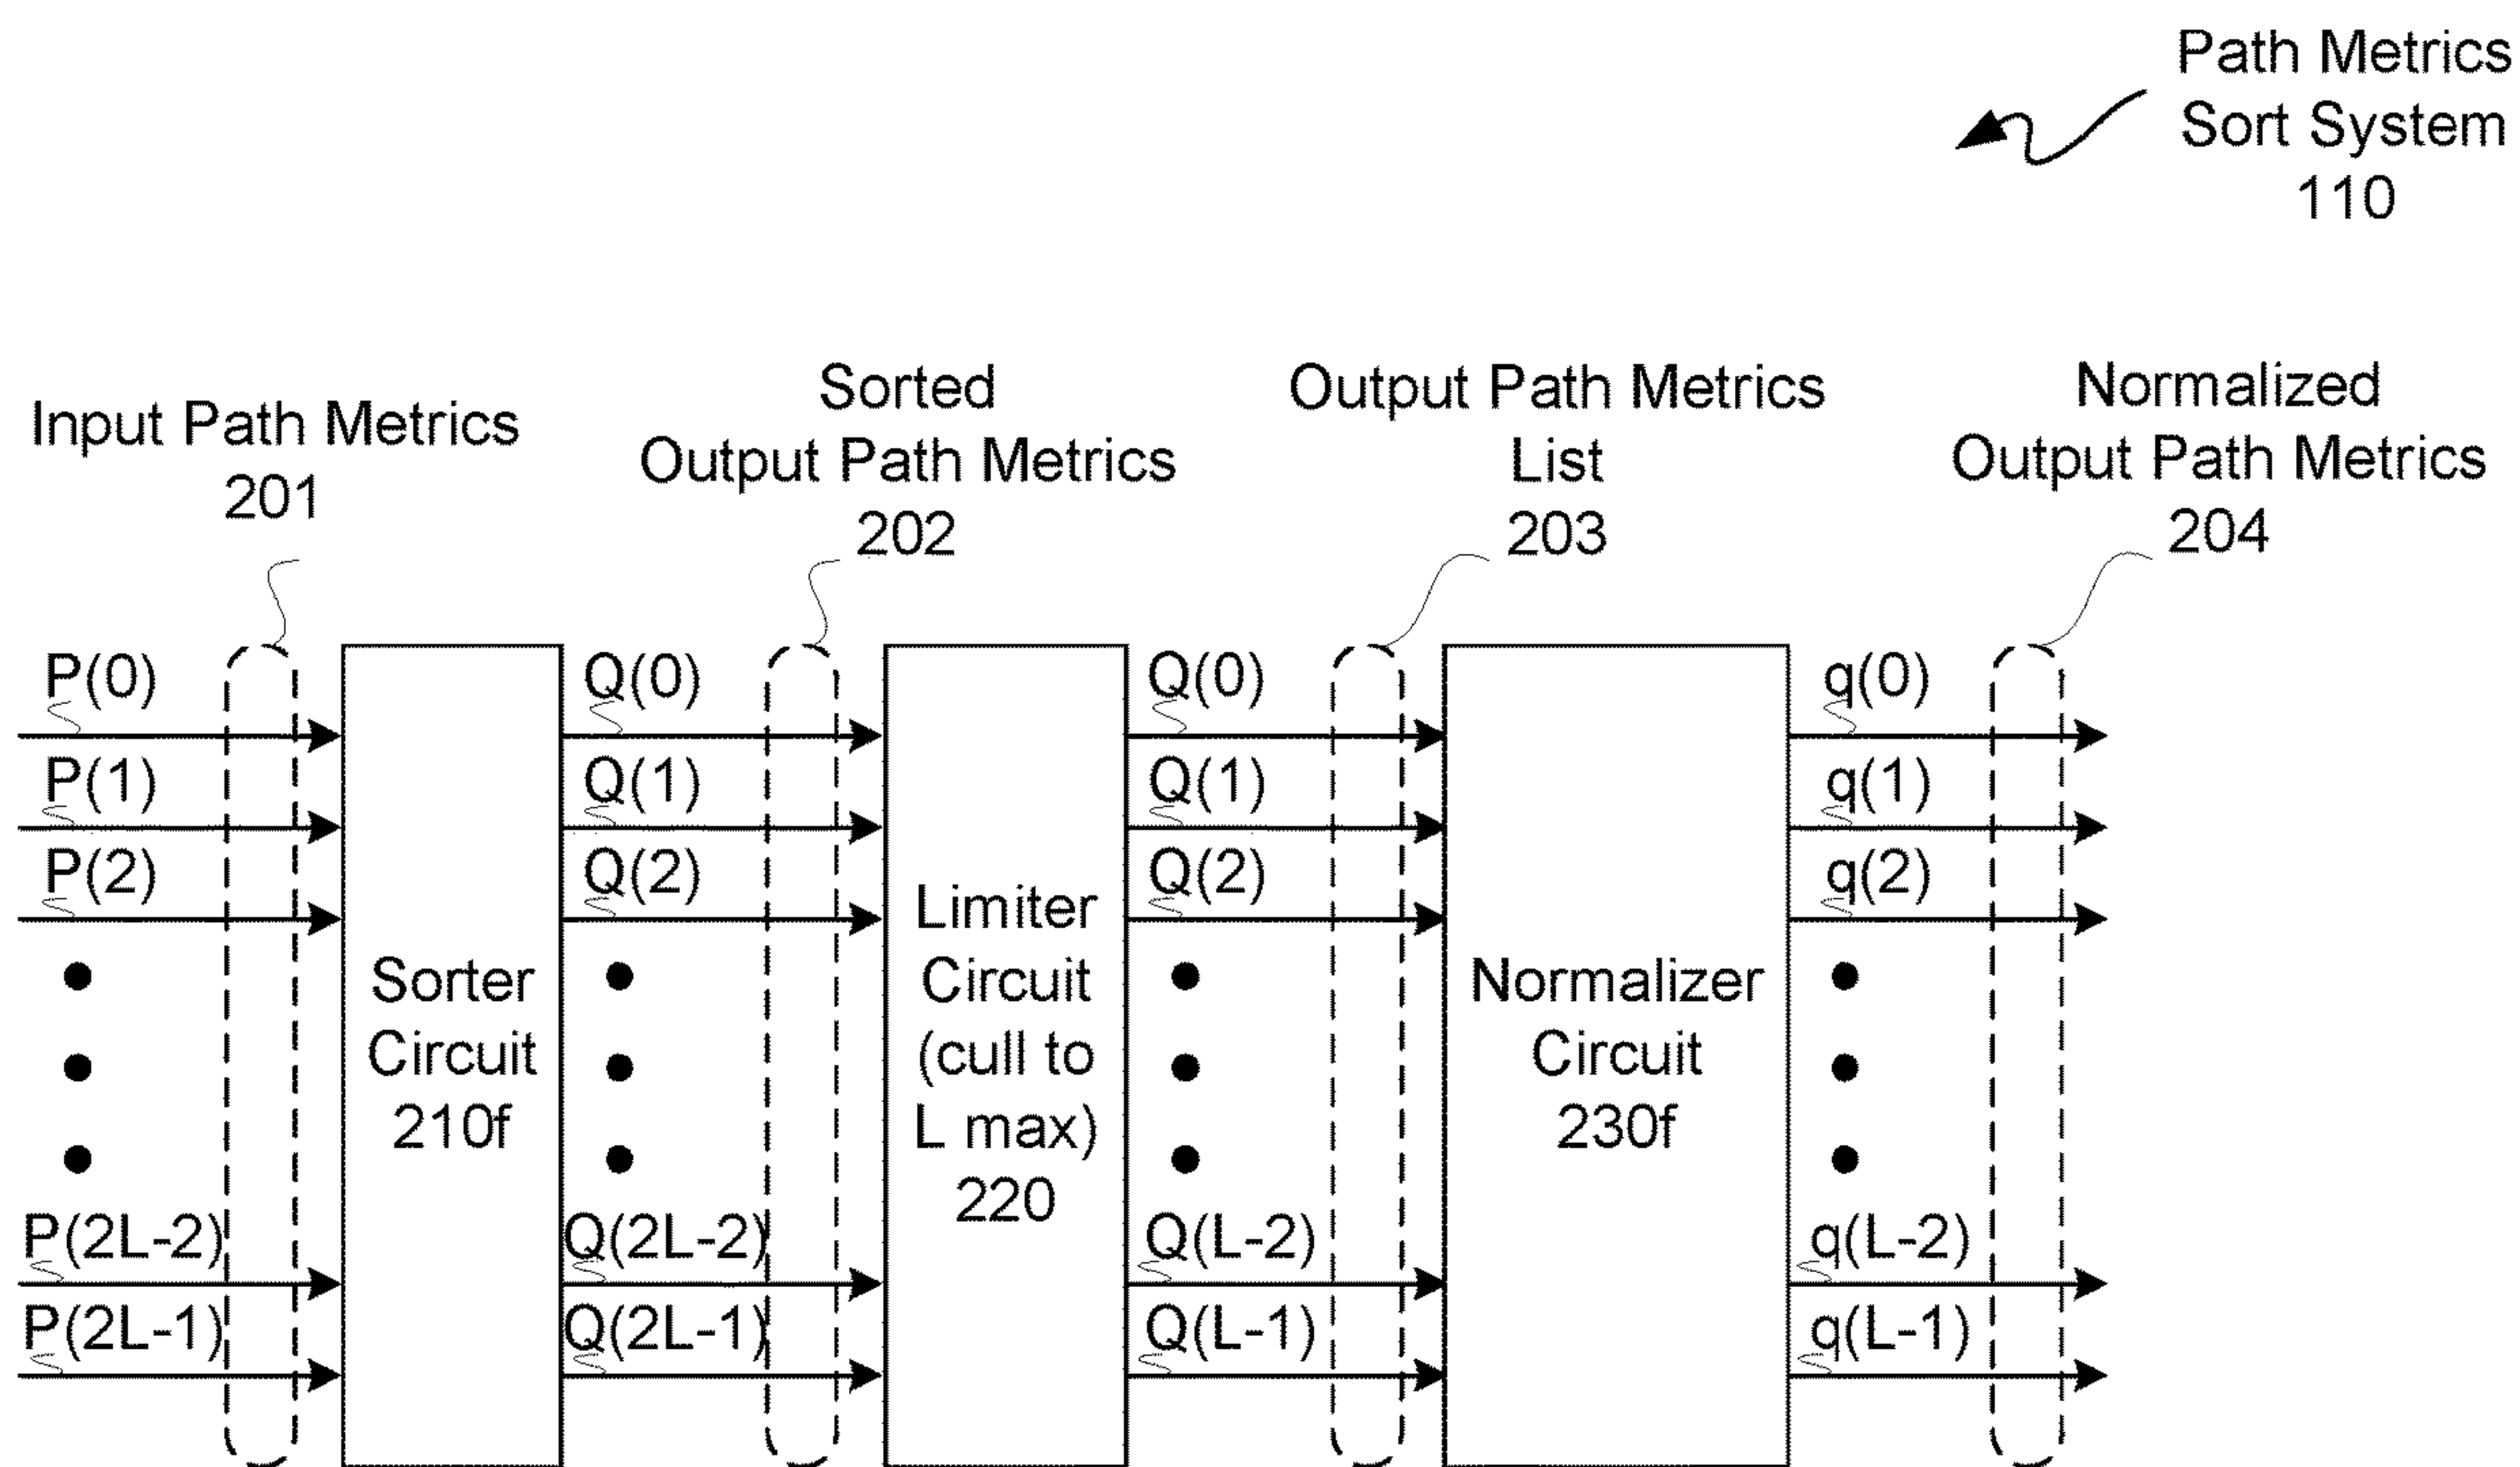 Path Metrics
Sort System
110
Input Path Metrics
201
Sorted
Output Path Metrics
202
Output Path Metrics
List
203
Normalized
Output Path Metrics
204
P(0)
P(1)
P(2)
P(2L-2)
P(2L-1)
Sorter
Circuit
210f
Q(0)
Q(1)
Q(2)
Q(2L-2)
Q(2L-1)
Limiter
Circuit
(cull to
L max)
220
Q(0)
Q(1)
Q(2)
Q(L-2)
Q(L-1)
Normalizer
Circuit
230f
q(0)
q(1)
q(2)
q(L-2)
q(L-1)